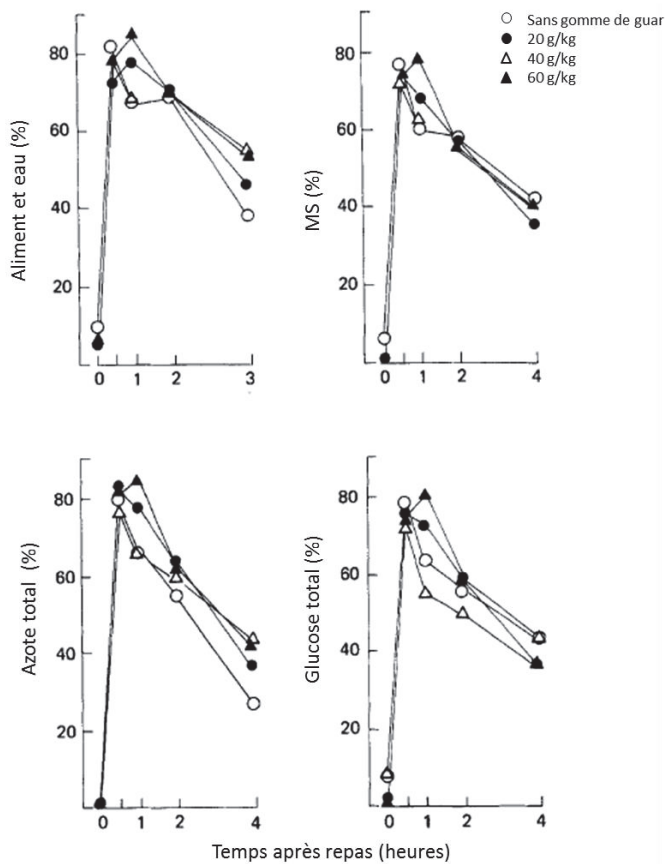 Sans gomme de guar
20 g/kg
40 g/kg
60 g/kg
Aliment et eau (%)
80
60
40
20
0 1 2 3
MS (%)
80
60
40
20
0 1 2 4
Azote total (%)
80
60
40
20
0 1 2 4
Glucose total (%)
80
60
40
20
0 1 2 4
Temps après repas (heures)